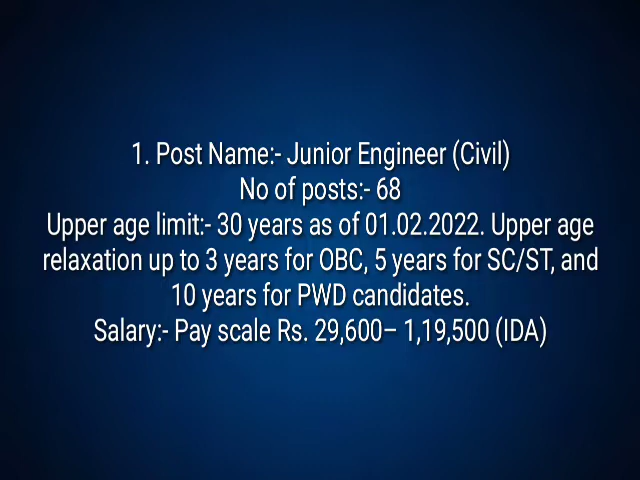 1. Post Name:- Junior Engineer (Civil)
No of posts:- 68
Upper age limit:- 30 years as of 01.02.2022. Upper age
relaxation up to 3 years for OBC, 5 years for SC/ST, and
10 years for PWD candidates.
Salary:- Pay scale Rs. 29,600– 1,19,500 (IDA)